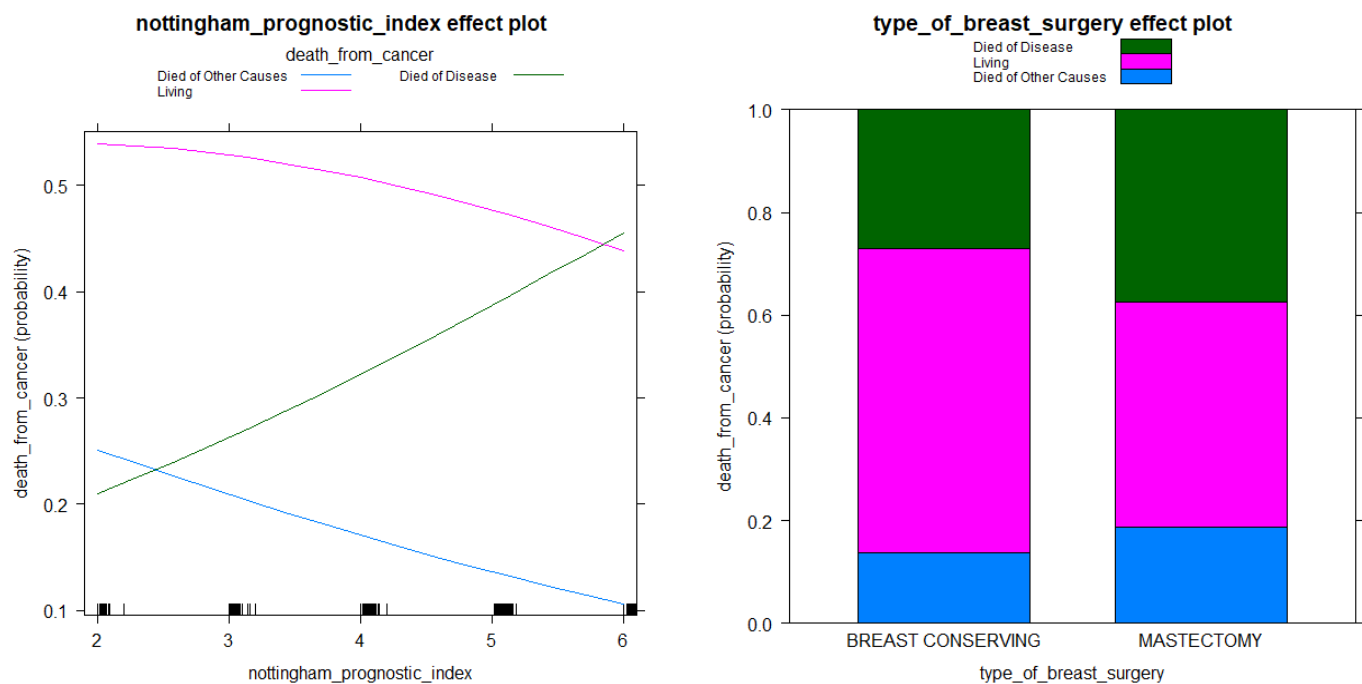 nottingham_prognostic_index effect plot
death_from_cancer
Died of Other Causes
Died of Disease
Living
0.5
0.4
0.3
0.2
0.1
death_from_cancer (probability)
2 3 4 5 6
nottingham_prognostic_index
type_of_breast_surgery effect plot
Died of Disease
Living
Died of Other Causes
1.0
0.8
0.6
0.4
0.2
0.0
death_from_cancer (probability)
BREAST CONSERVING MASTECTOMY
type_of_breast_surgery